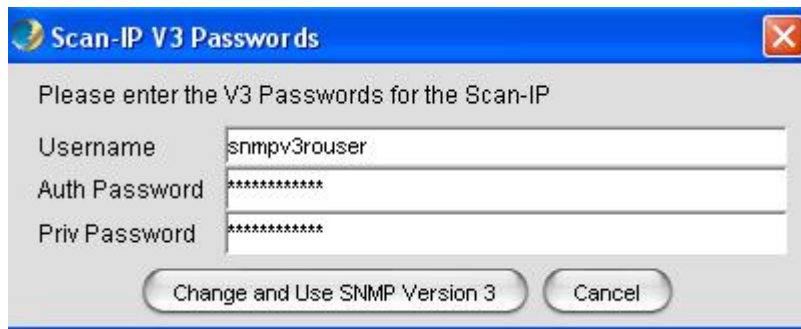 Scan-IP V3 Passwords
Please enter the V3 Passwords for the Scan-IP
Username snmpv3rouser
Auth Password ************
Priv Password ************
Change and Use SNMP Version 3 Cancel